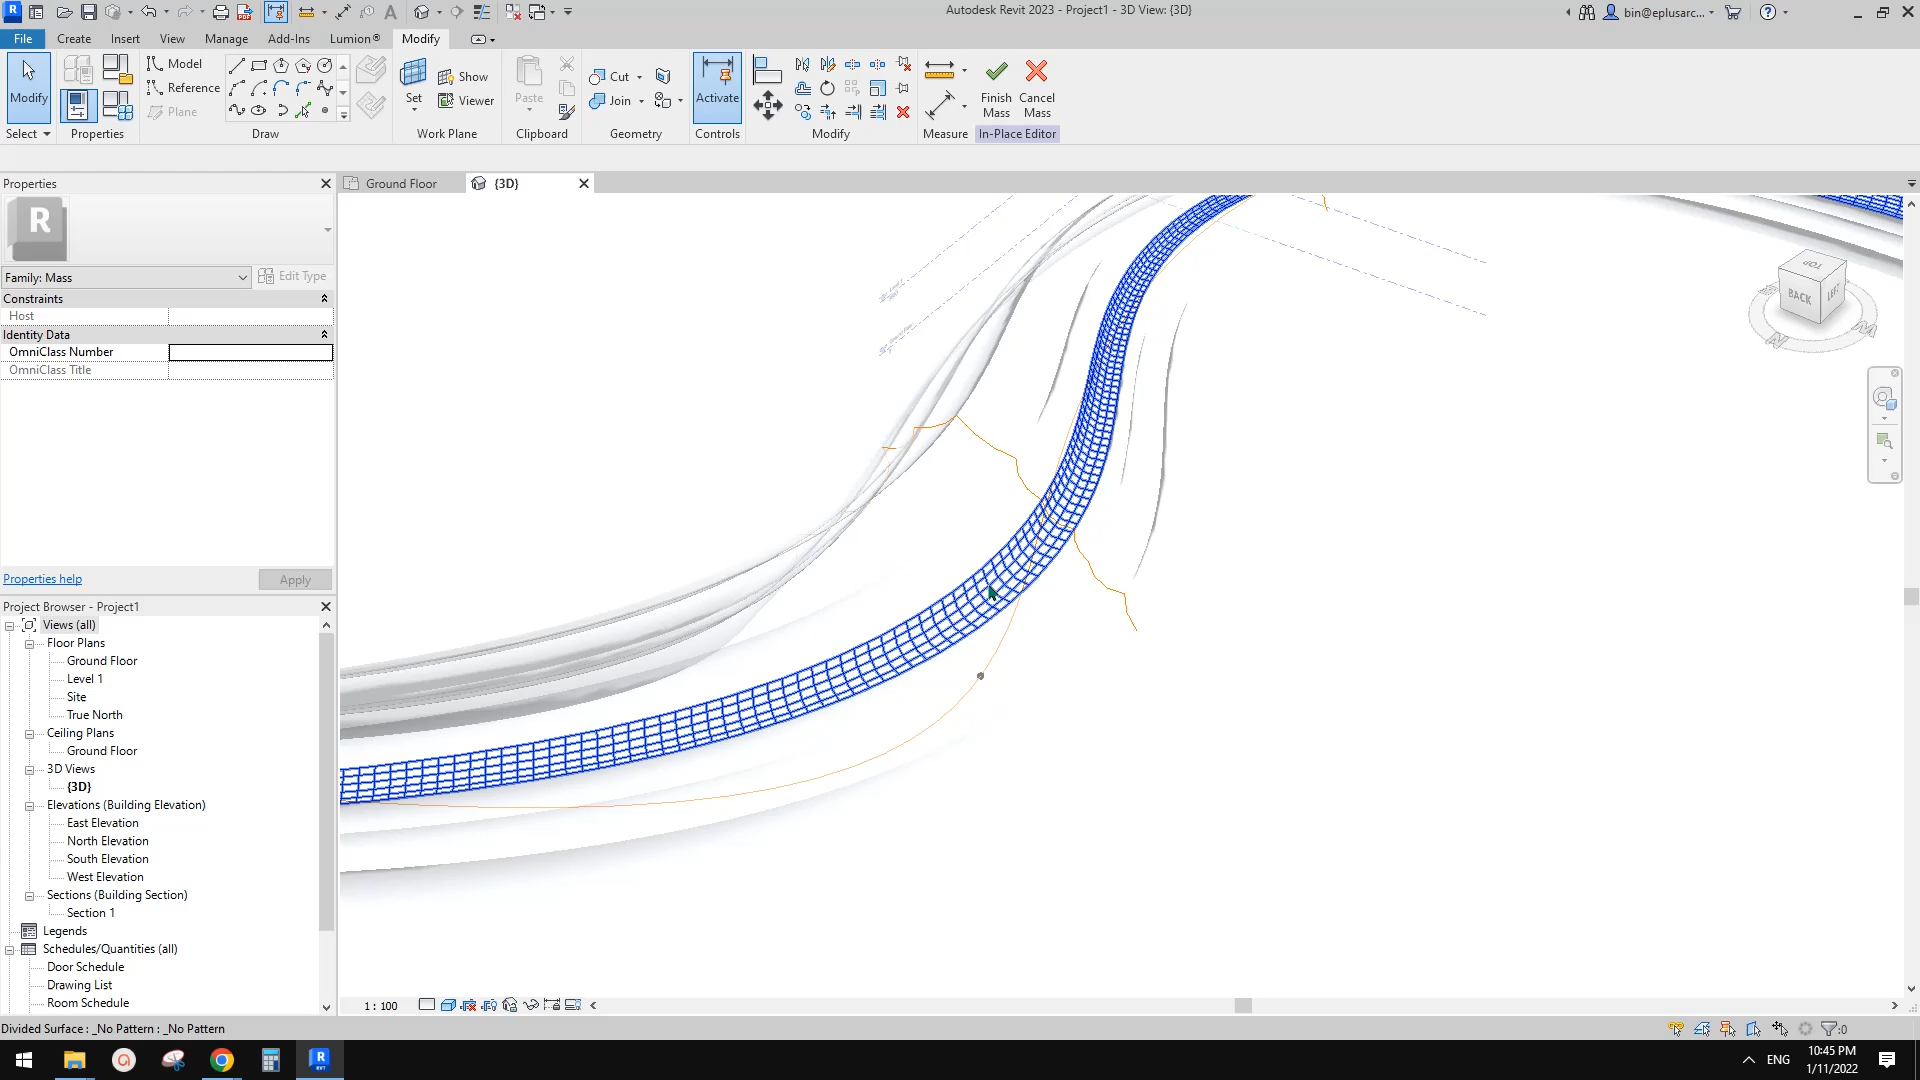 Autodesk Revit 2023 - Project1 - 3D View: {3D}
bin@eplusarc...
File
Create
Insert
View
Manage
Add-Ins
Lumion®
Modify
Modify
Select
Properties
Model
Reference
Plane
Draw
Set
Show
Viewer
Work Plane
Paste
Clipboard
Cut
Join
Geometry
Activate
Controls
Modify
Measure
Finish Mass
Cancel Mass
In-Place Editor
Properties
Ground Floor
{3D}
R
Family: Mass
Edit Type
Constraints
Host
Identity Data
OmniClass Number
OmniClass Title
Properties help
Apply
Project Browser - Project1
Views (all)
Floor Plans
Ground Floor
Level 1
Site
True North
Ceiling Plans
Ground Floor
3D Views
{3D}
Elevations (Building Elevation)
East Elevation
North Elevation
South Elevation
West Elevation
Sections (Building Section)
Section 1
Legends
Schedules/Quantities (all)
Door Schedule
Drawing List
Room Schedule
TOP
BACK
LEFT
1 : 100
Divided Surface : _No Pattern : _No Pattern
:0
ENG
10:45 PM
1/11/2022